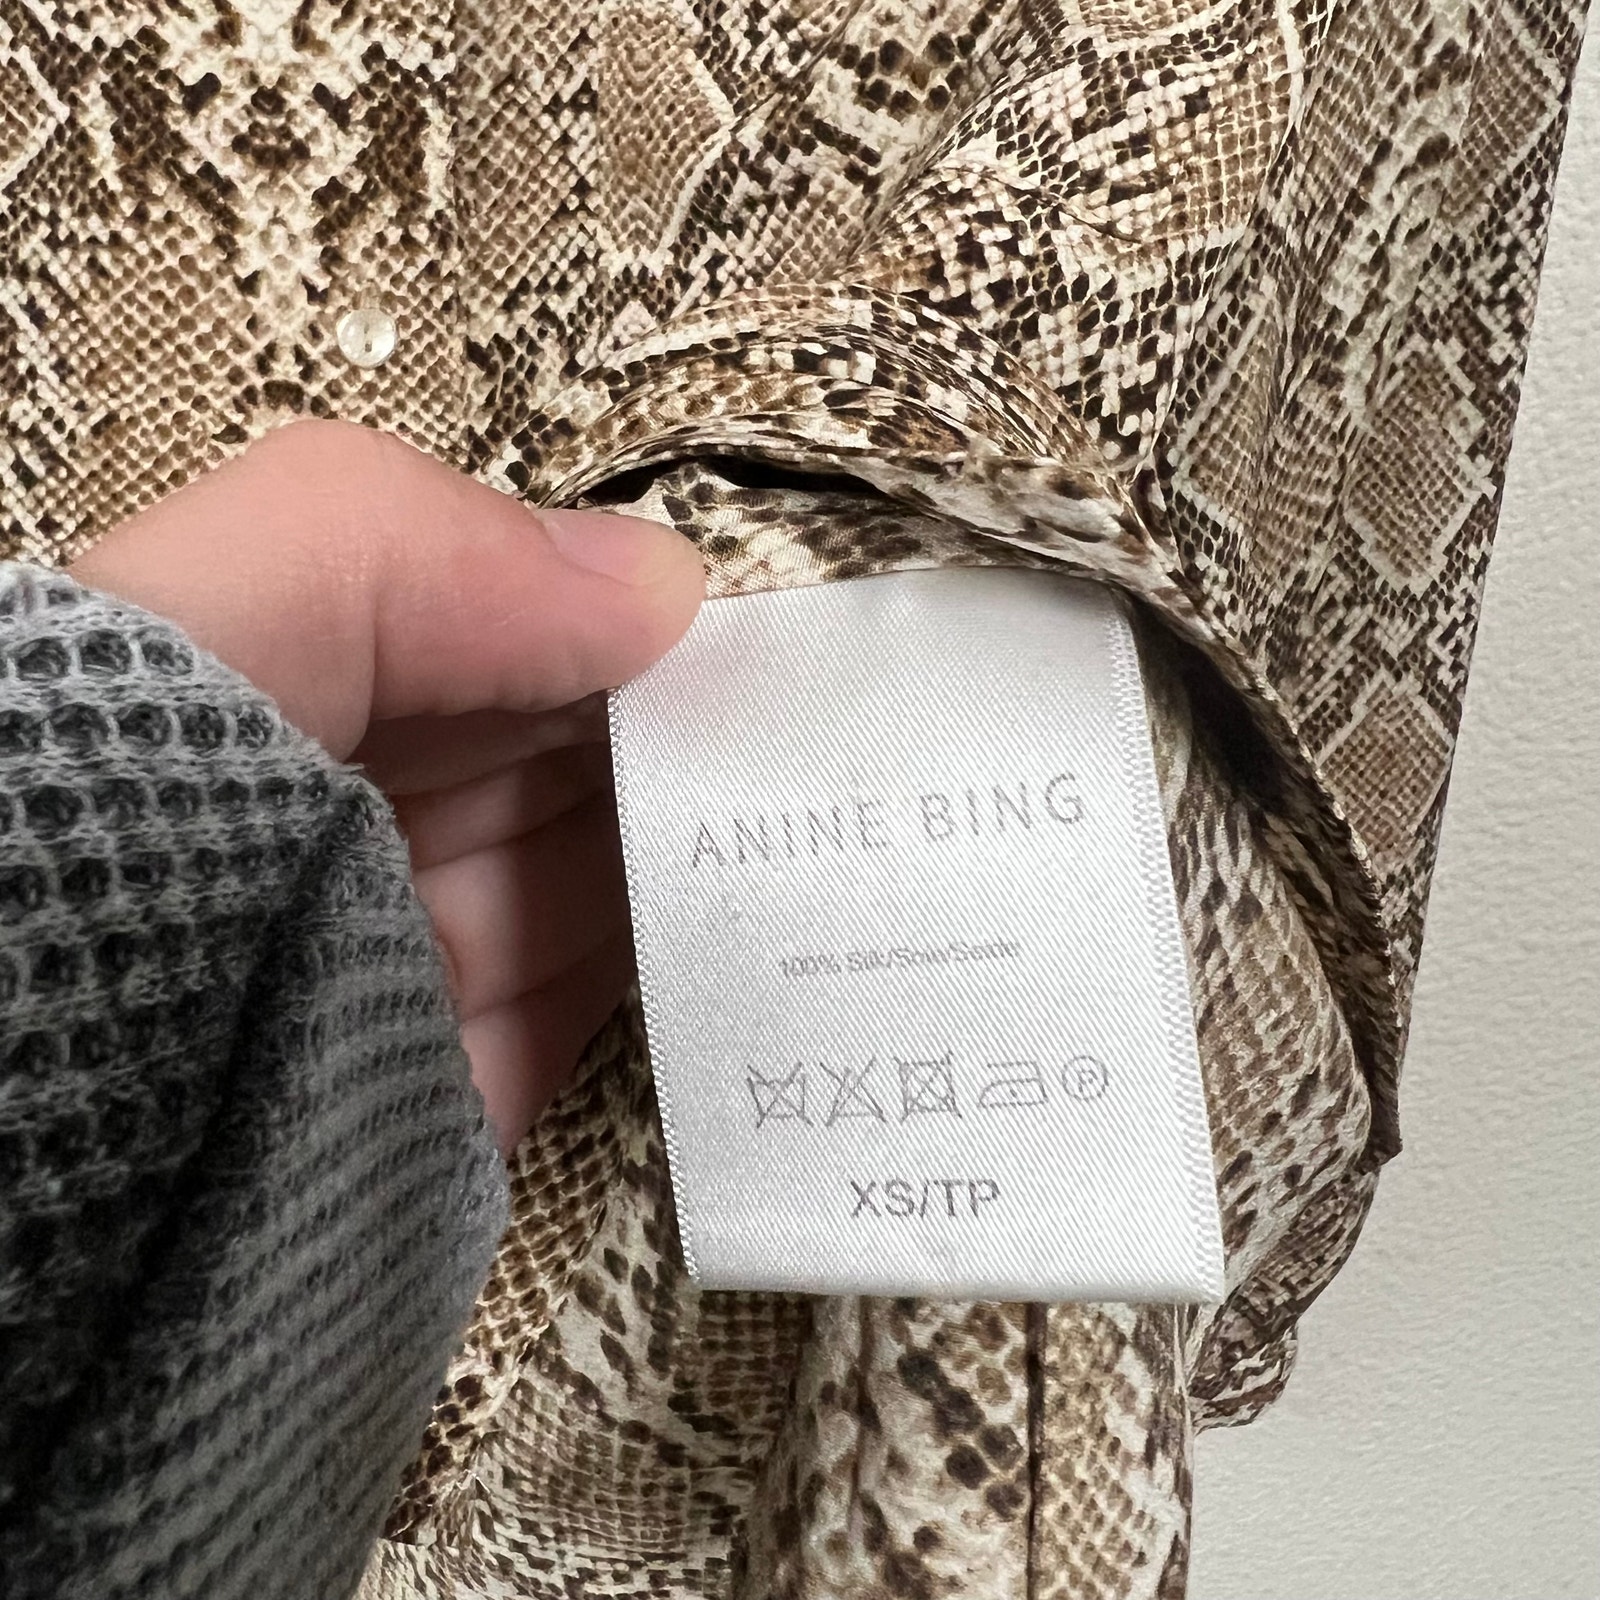 ANINE BING
100% Silk/Soie/Seide
P
XS/TP